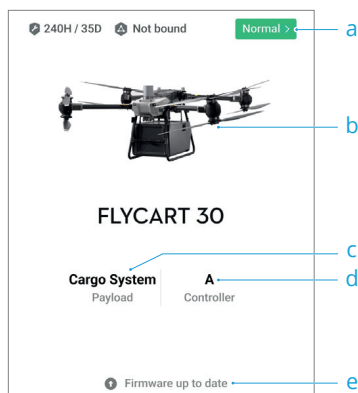 240H / 35D Not bound Normal > a
b
FLYCART 30
c
Cargo System A d
Payload Controller
Firmware up to date e